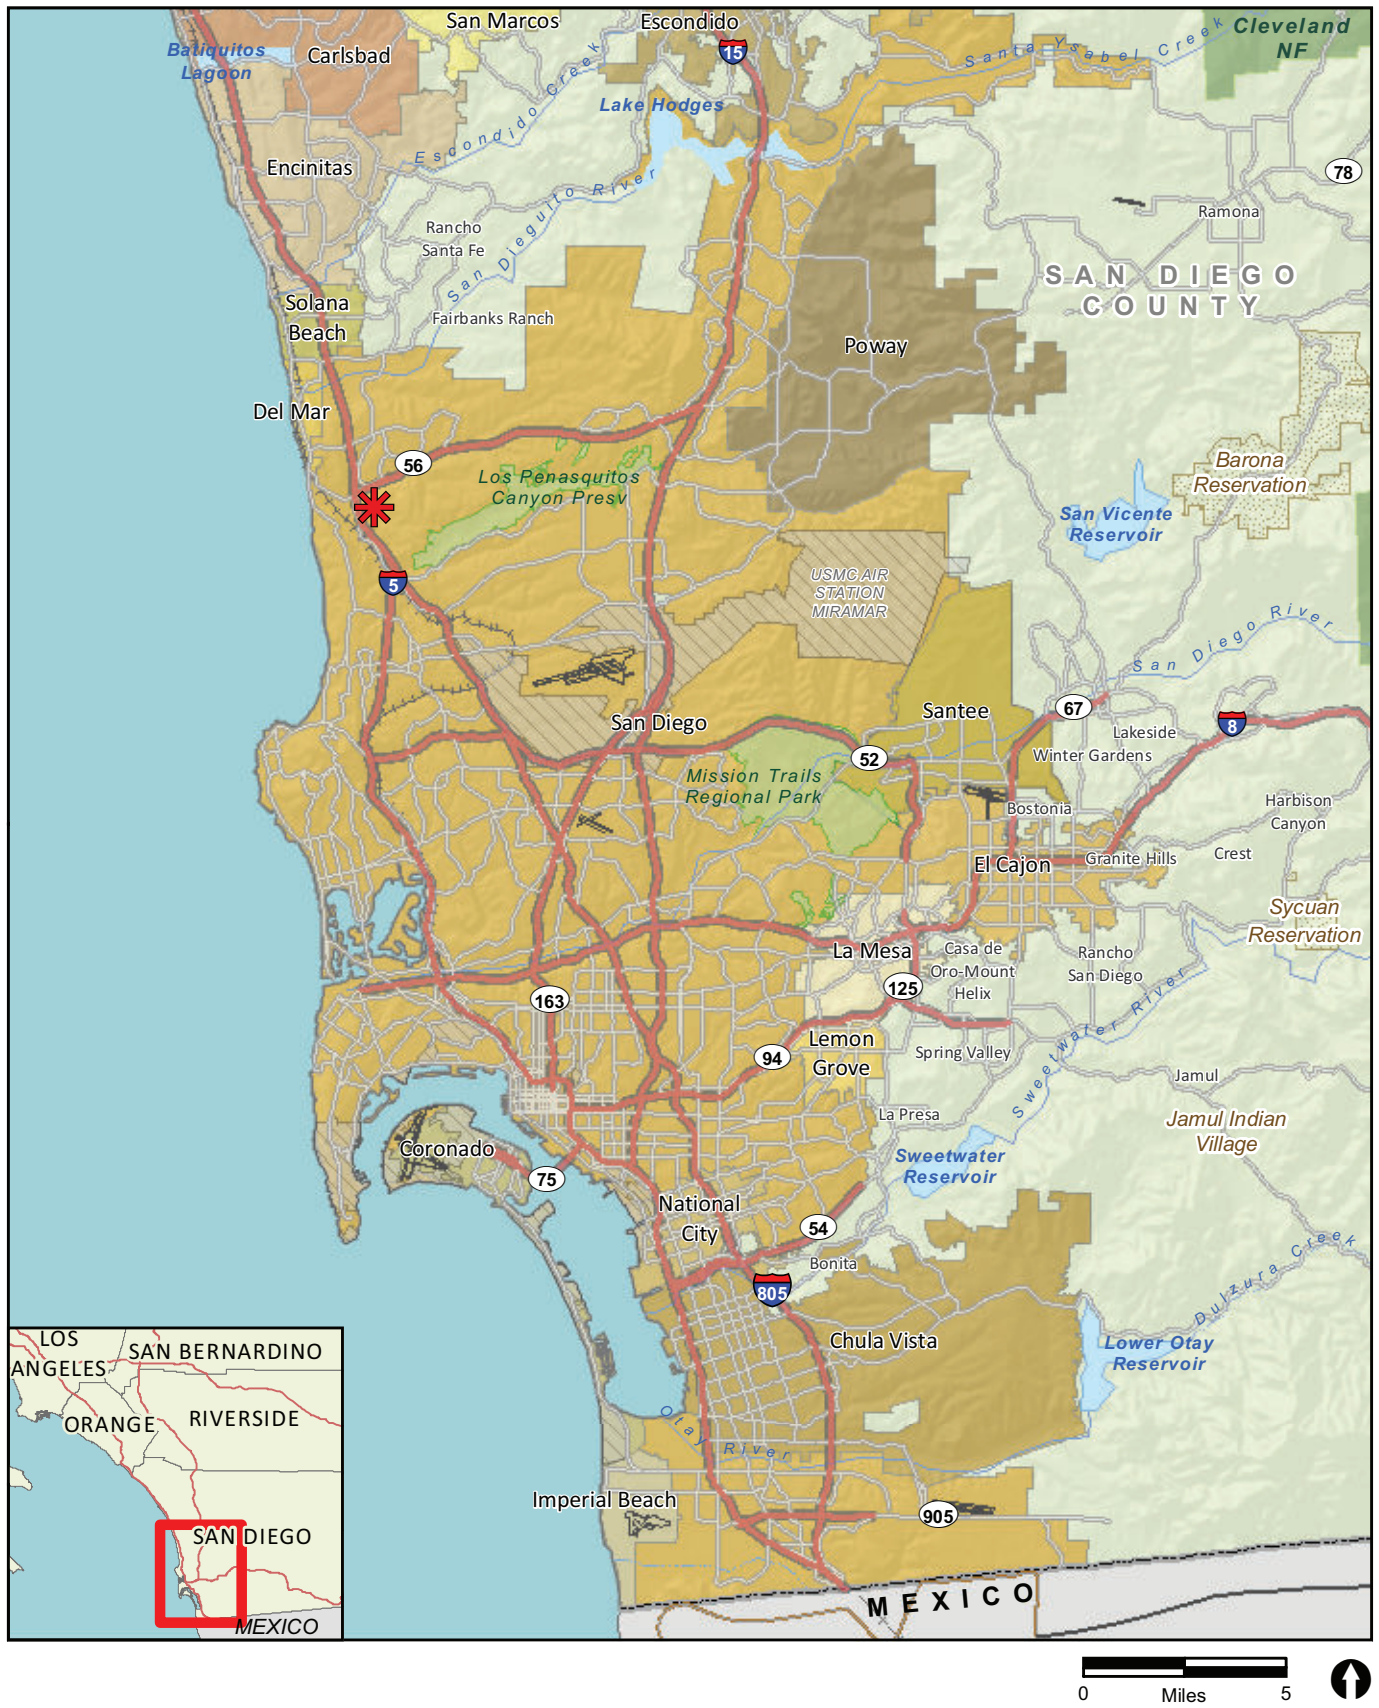 San Marcos
Escondido
Cleveland
NF
Batiquitos
Lagoon
Carlsbad
15
Santa Ysabel Creek
Escondido Creek
Lake Hodges
Encinitas
78
San Dieguito River
Rancho
Santa Fe
Ramona
SAN DIEGO
COUNTY
Solana
Beach
Fairbanks Ranch
Poway
Del Mar
56
Los Penasquitos
Canyon Presv
Barona
Reservation
San Vicente
Reservoir
5
USMC AIR
STATION
MIRAMAR
San Diego River
San Diego
Santee
67
8
Lakeside
Winter Gardens
52
Mission Trails
Regional Park
Bostonia
Harbison
Canyon
El Cajon
Granite Hills
Crest
Sycuan
Reservation
La Mesa
Casa de
Oro-Mount
Helix
Rancho
San Diego
125
163
Sweetwater River
Lemon
Grove
94
Spring Valley
Jamul
La Presa
Jamul Indian
Village
Coronado
75
Sweetwater
Reservoir
National
City
54
Bonita
805
Dulzura Creek
Chula Vista
Lower Otay
Reservoir
Otay River
Imperial Beach
905
MEXICO
LOS
ANGELES
SAN BERNARDINO
ORANGE
RIVERSIDE
SAN DIEGO
MEXICO
0 Miles 5